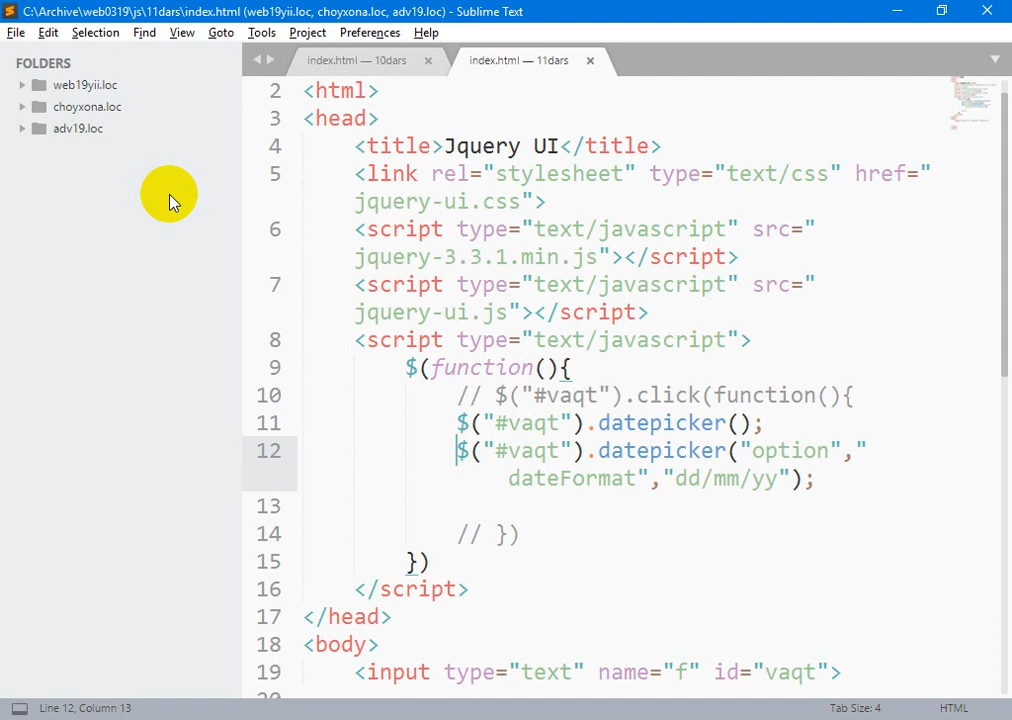 C:\Archive\web0319\js\11dars\index.html (web19yii.loc, choyxona.loc, adv19.loc) - Sublime Text
File Edit Selection Find View Goto Tools Project Preferences Help
FOLDERS
web19yii.loc
choyxona.loc
adv19.loc
index.html — 10dars × index.html — 11dars ×
2 <html>
3 <head>
4 <title>Jquery UI</title>
5 <link rel="stylesheet" type="text/css" href="
jquery-ui.css">
6 <script type="text/javascript" src="
jquery-3.3.1.min.js"></script>
7 <script type="text/javascript" src="
jquery-ui.js"></script>
8 <script type="text/javascript">
9 $(function(){
10 // $("#vaqt").click(function(){
11 $("#vaqt").datepicker();
12 $("#vaqt").datepicker("option","
dateFormat","dd/mm/yy");
13
14 // })
15 })
16 </script>
17 </head>
18 <body>
19 <input type="text" name="f" id="vaqt">
Line 12, Column 13 Tab Size: 4 HTML